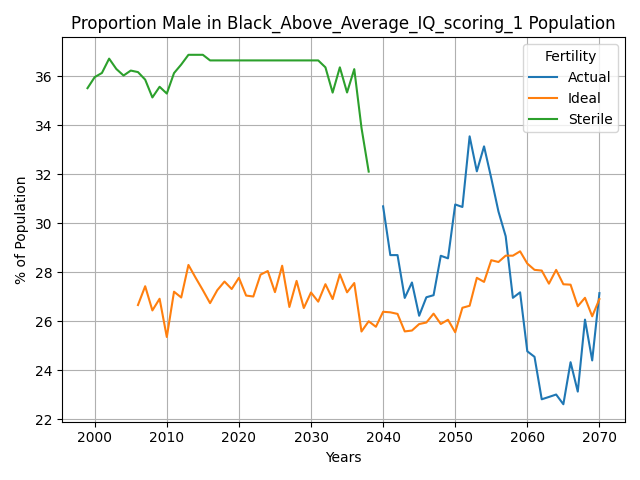 Proportion Male in Black_Above_Average_IQ_scoring_1 Population
Fertility
Actual
Ideal
Sterile
% of Population
36
34
32
30
28
26
24
22
2000 2010 2020 2030 2040 2050 2060 2070
Years